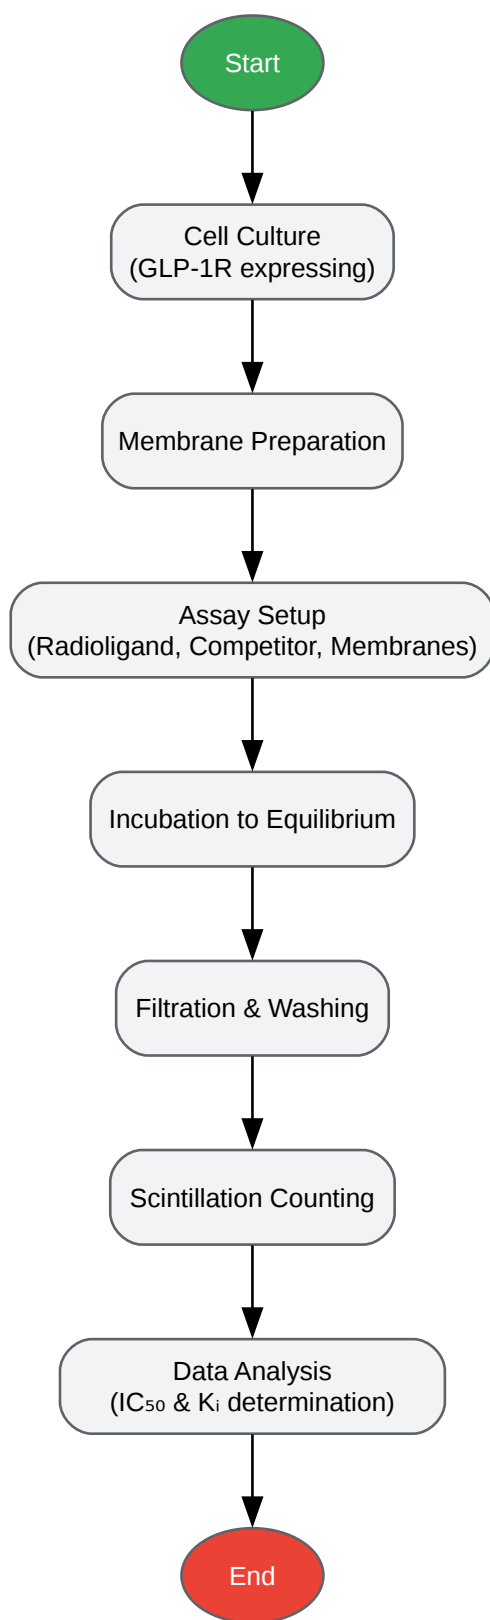 Start
Cell Culture
(GLP-1R expressing)
Membrane Preparation
Assay Setup
(Radioligand, Competitor, Membranes)
Incubation to Equilibrium
Filtration & Washing
Scintillation Counting
Data Analysis
(IC₅₀ & Kᵢ determination)
End